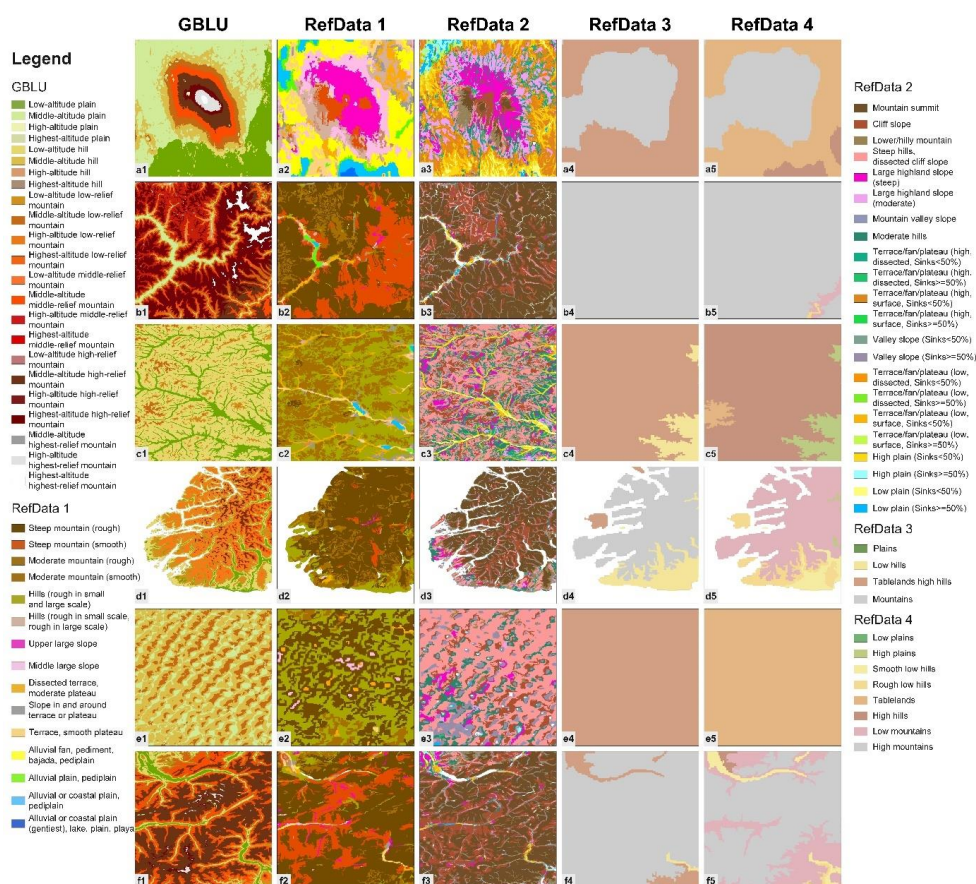 GBLU
RefData 1
RefData 2
RefData 3
RefData 4
Legend
GBLU
Low-altitude plain
Middle-altitude plain
High-altitude plain
Highest-altitude plain
Low-altitude hill
Middle-altitude hill
High-altitude hill
Highest-altitude hill
Low-altitude low-relief
mountain
Middle-altitude low-relief
mountain
High-altitude low-relief
mountain
Highest-altitude low-relief
mountain
Low-altitude middle-relief
mountain
Middle-altitude
middle-relief mountain
High-altitude middle-relief
mountain
Highest-altitude
middle-relief mountain
Low-altitude high-relief
mountain
Middle-altitude high-relief
mountain
High-altitude high-relief
mountain
Highest-altitude high-relief
mountain
Middle-altitude
highest-relief mountain
High-altitude
highest-relief mountain
Highest-altitude
highest-relief mountain
RefData 1
Steep mountain (rough)
Steep mountain (smooth)
Moderate mountain (rough)
Moderate mountain (smooth)
Hills (rough in small
and large scale)
Hills (rough in small scale,
rough in large scale)
Upper large slope
Middle large slope
Dissected terrace,
moderate plateau
Slope in and around
terrace or plateau
Terrace, smooth plateau
Alluvial fan, pediment,
bajada, pediplain
Alluvial plain, pediplain
Alluvial or coastal plain,
pediplain
Alluvial or coastal plain
(gentlest), lake. plain, playa
a1
a2
a3
a4
a5
b1
b2
b3
b4
b5
c1
c2
c3
c4
c5
d1
d2
d3
d4
d5
e1
e2
e3
e4
e5
f1
f2
f3
f4
f5
RefData 2
Mountain summit
Cliff slope
Lower/hilly mountain
Steep hills,
dissected cliff slope
Large highland slope
(steep)
Large highland slope
(moderate)
Mountain valley slope
Moderate hills
Terrace/fan/plateau (high,
dissected, Sinks<50%)
Terrace/fan/plateau (high,
dissected, Sinks>=50%)
Terrace/fan/plateau (high,
surface, Sinks<50%)
Terrace/fan/plateau (high,
surface, Sinks>=50%)
Valley slope (Sinks<50%)
Valley slope (Sinks>=50%)
Terrace/fan/plateau (low,
dissected, Sinks<50%)
Terrace/fan/plateau (low,
dissected, Sinks>=50%)
Terrace/fan/plateau (low,
surface, Sinks<50%)
Terrace/fan/plateau (low,
surface, Sinks>=50%)
High plain (Sinks<50%)
High plain (Sinks>=50%)
Low plain (Sinks<50%)
Low plain (Sinks>=50%)
RefData 3
Plains
Low hills
Tablelands high hills
Mountains
RefData 4
Low plains
High plains
Smooth low hills
Rough low hills
Tablelands
High hills
Low mountains
High mountains